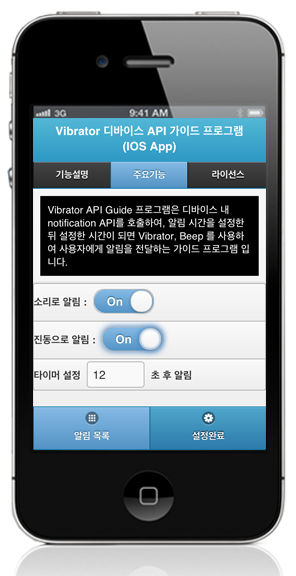 3G 9:41 AM
Vibrator 디바이스 API 가이드 프로그램
(IOS App)
기능설명 주요기능 라이선스
Vibrator API Guide 프로그램은 디바이스 내
notification API를 호출하여, 알림 시간을 설정한
뒤 설정한 시간이 되면 Vibrator, Beep 를 사용하
여 사용자에게 알림을 전달하는 가이드 프로그램 입
니다.
소리로 알림 : On
진동으로 알림 : On
타이머 설정 12 초 후 알림
알림 목록 설정완료